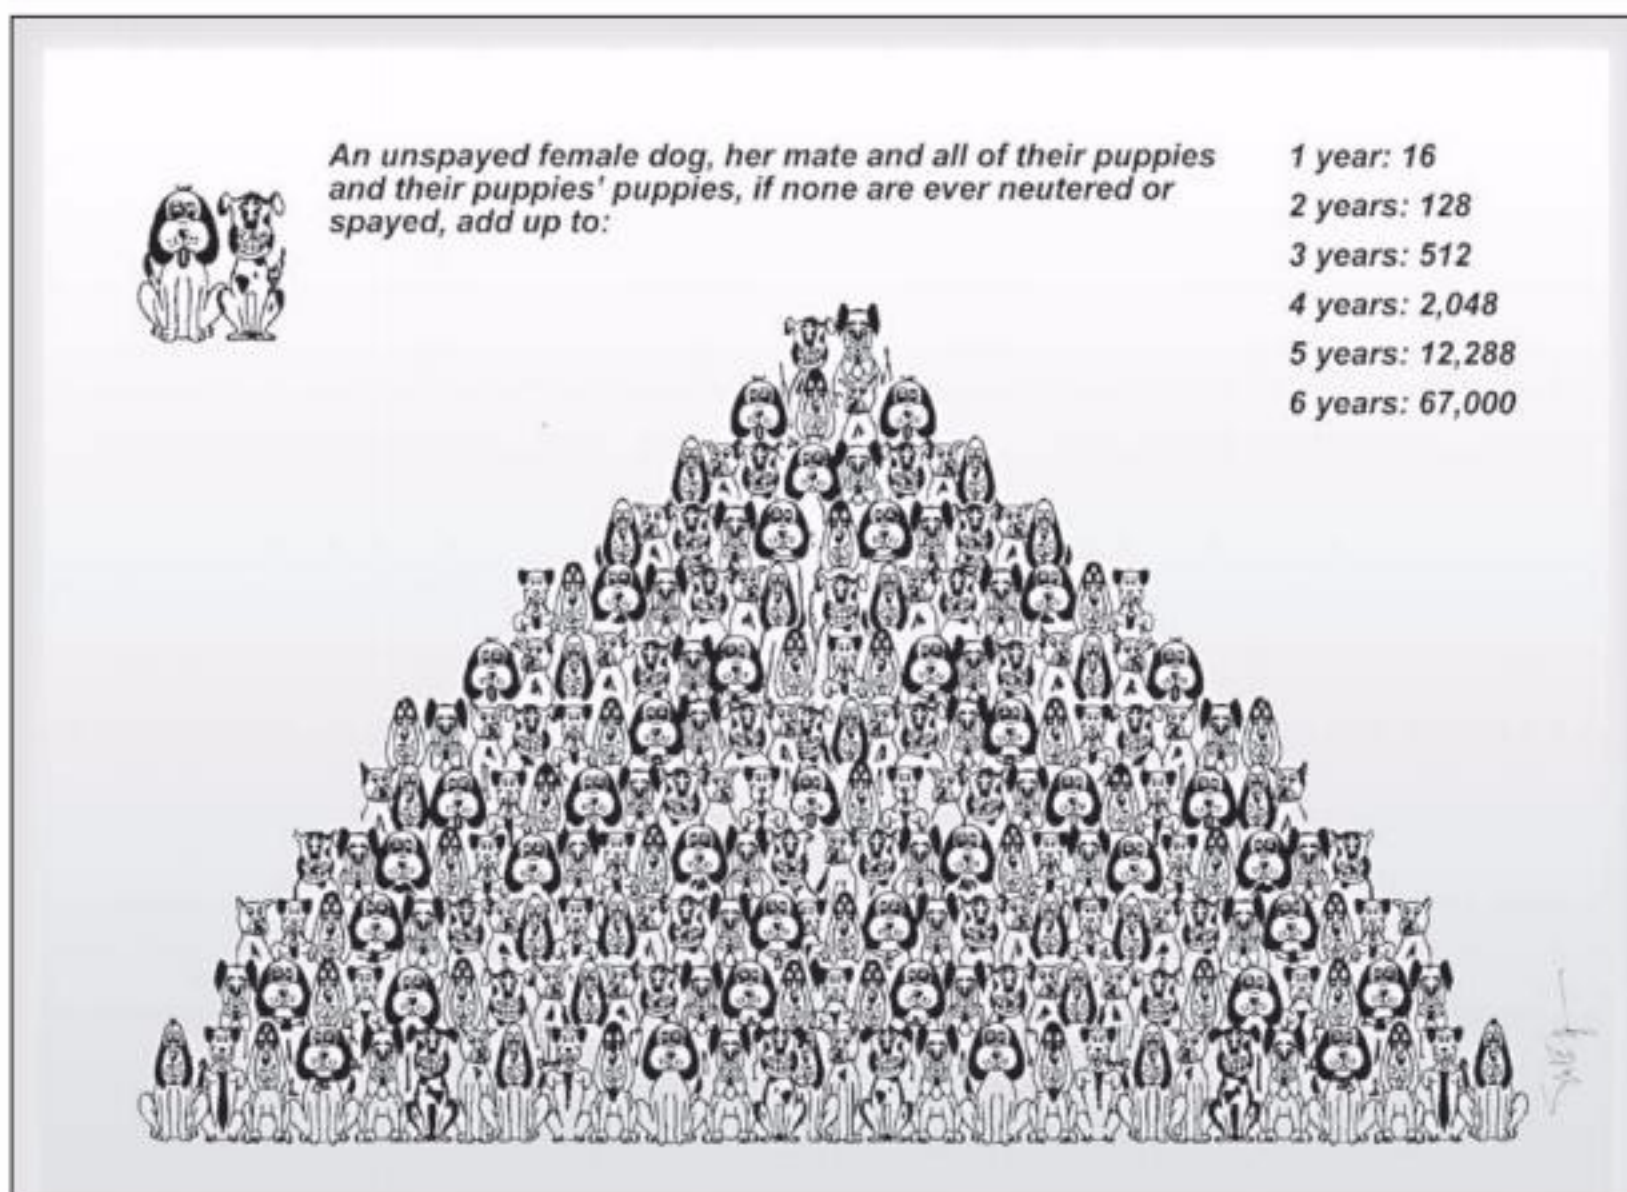 An unspayed female dog, her mate and all of their puppies
and their puppies' puppies, if none are ever neutered or
spayed, add up to:
1 year: 16
2 years: 128
3 years: 512
4 years: 2,048
5 years: 12,288
6 years: 67,000